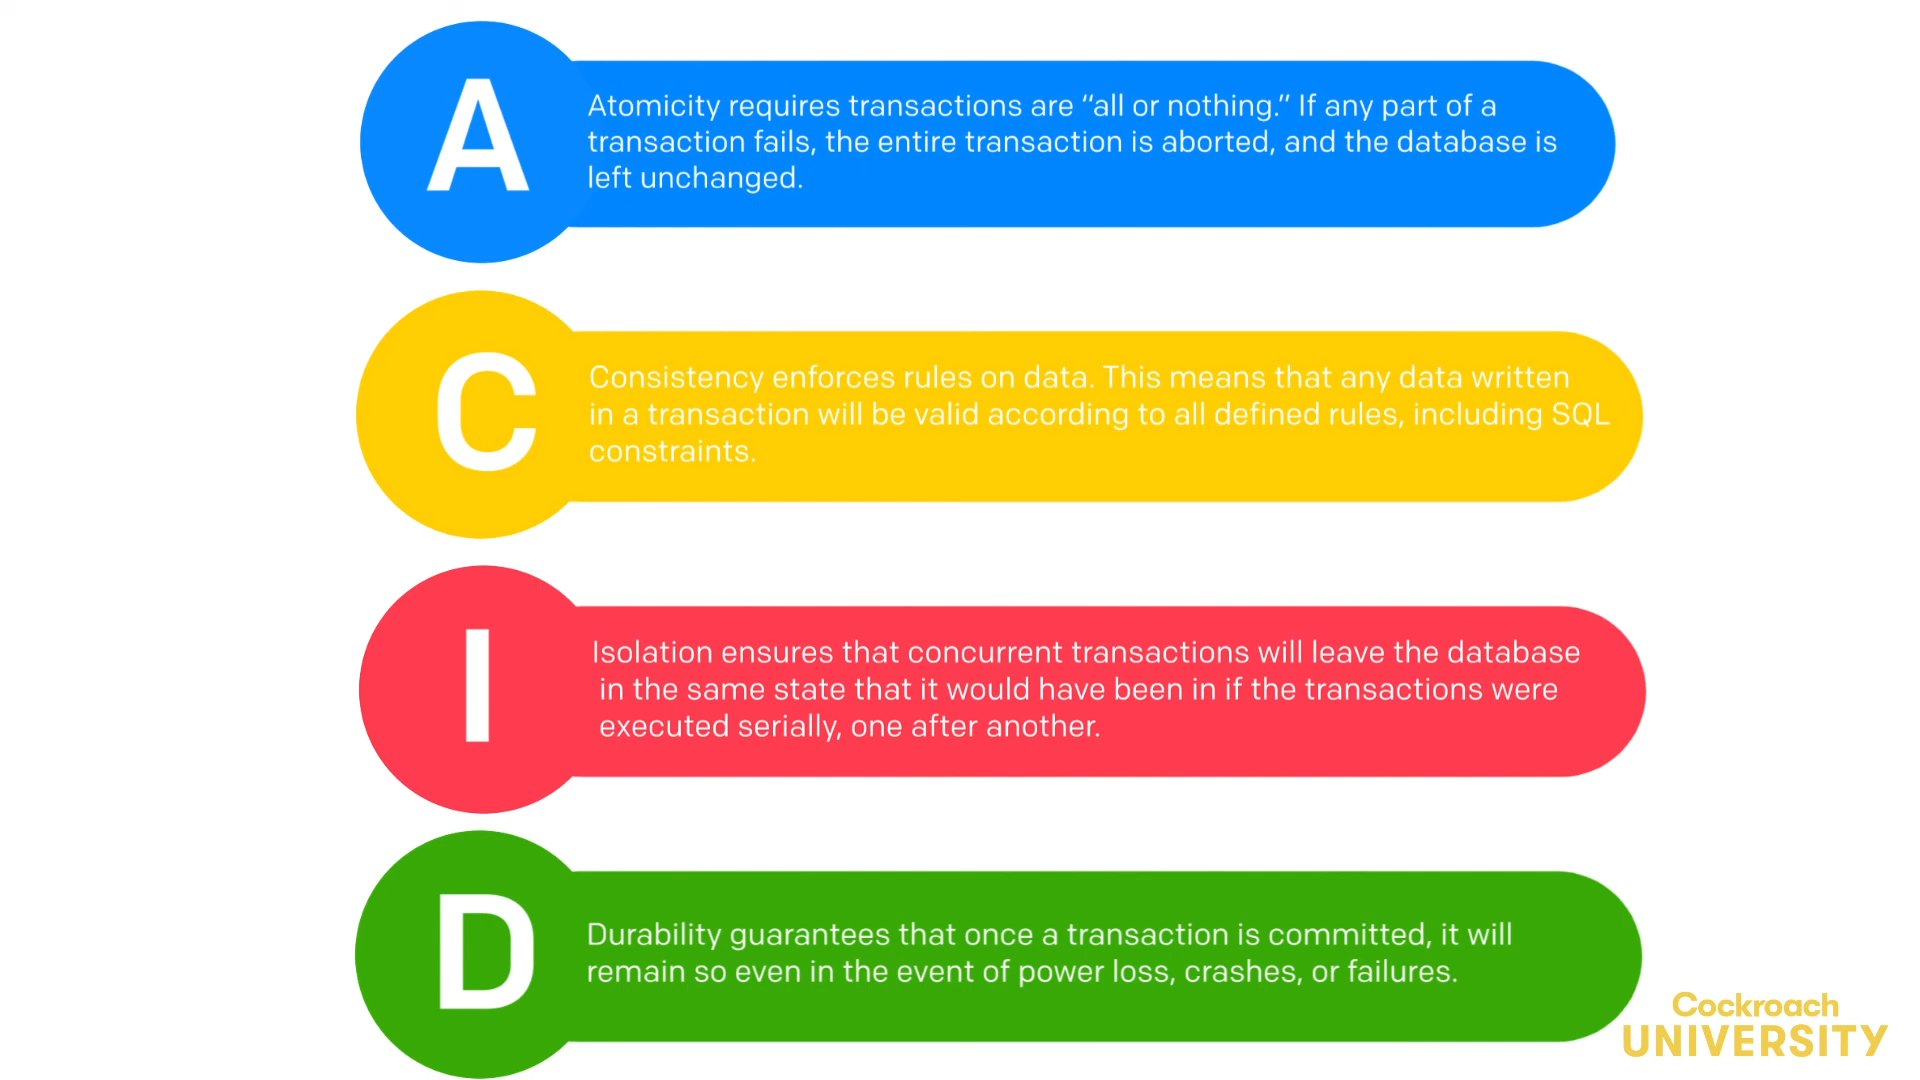 A
Atomicity requires transactions are “all or nothing.” If any part of a
transaction fails, the entire transaction is aborted, and the database is
left unchanged.
C
Consistency enforces rules on data. This means that any data written
in a transaction will be valid according to all defined rules, including SQL
constraints.
I
Isolation ensures that concurrent transactions will leave the database
in the same state that it would have been in if the transactions were
executed serially, one after another.
D
Durability guarantees that once a transaction is committed, it will
remain so even in the event of power loss, crashes, or failures.
Cockroach
UNIVERSITY